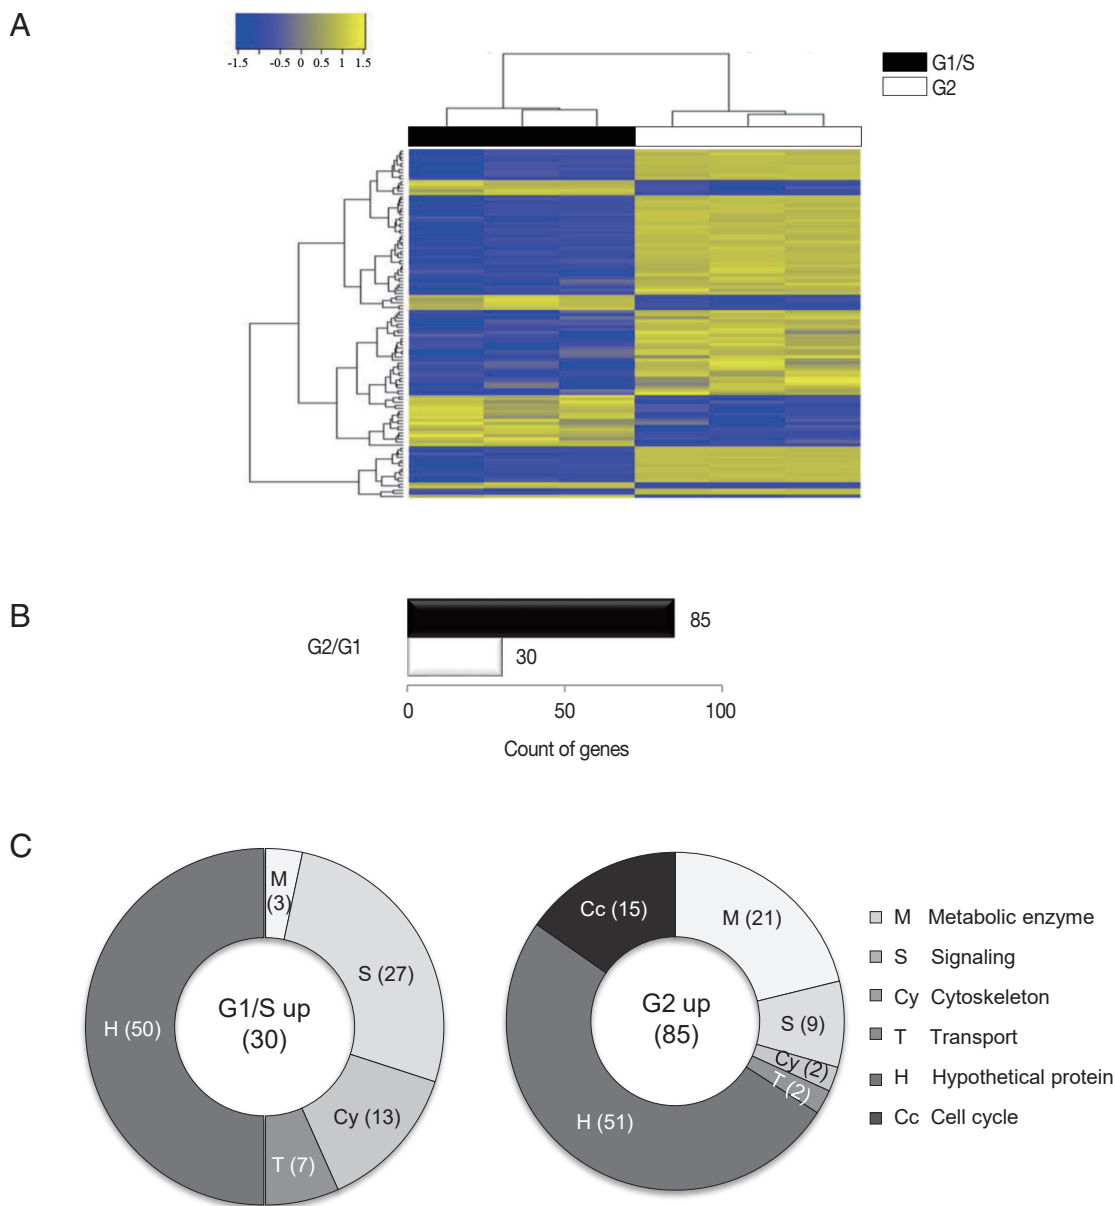 A
-1.5 -0.5 0 0.5 1 1.5
G1/S
G2
B
G2/G1
85
30
0 50 100
Count of genes
C
M
(3)
S (27)
Cy (13)
T (7)
H (50)
G1/S up
(30)
Cc (15)
M (21)
S (9)
Cy (2)
T (2)
H (51)
G2 up
(85)
M Metabolic enzyme
S Signaling
Cy Cytoskeleton
T Transport
H Hypothetical protein
Cc Cell cycle